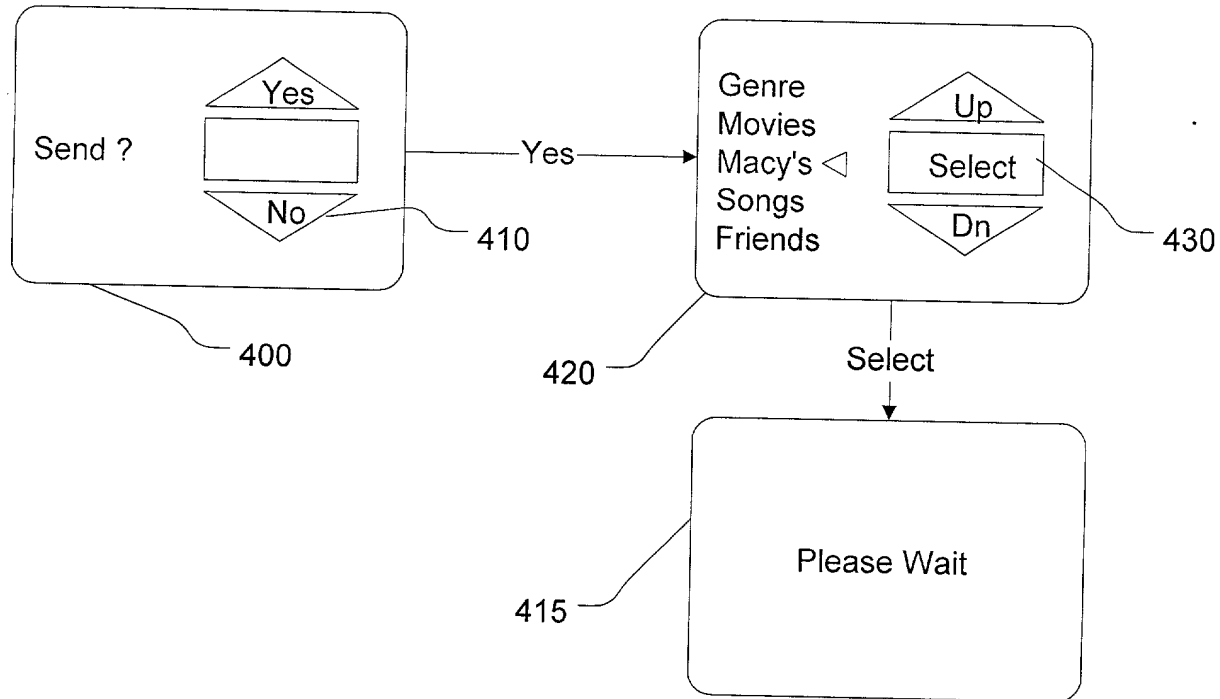 Send ?
Yes
No
410
400
Yes
Genre
Movies
Macy's
Songs
Friends
Up
Select
Dn
430
420
Select
Please Wait
415